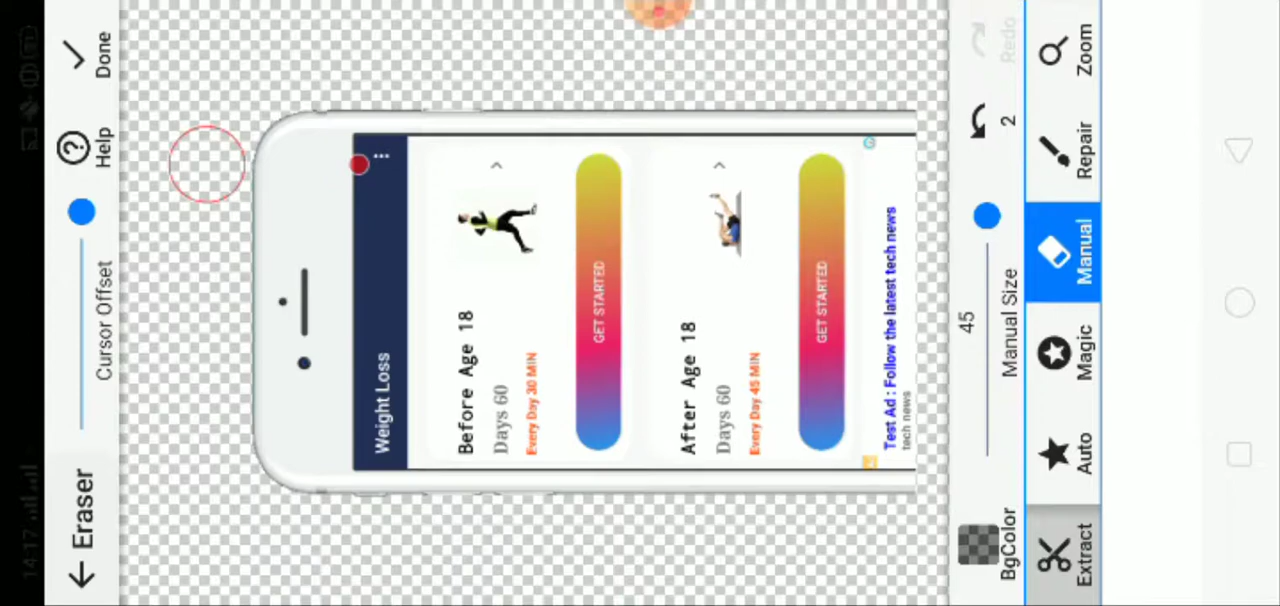 14:17
Eraser
Help
Done
Cursor Offset
Weight Loss
Before Age 18
Days 60
Every Day 30 MIN
GET STARTED
After Age 18
Days 60
Every Day 45 MIN
GET STARTED
Test Ad : Follow the latest tech news
tech news
BgColor
45
Manual Size
2
Redo
Extract
Auto
Magic
Manual
Repair
Zoom